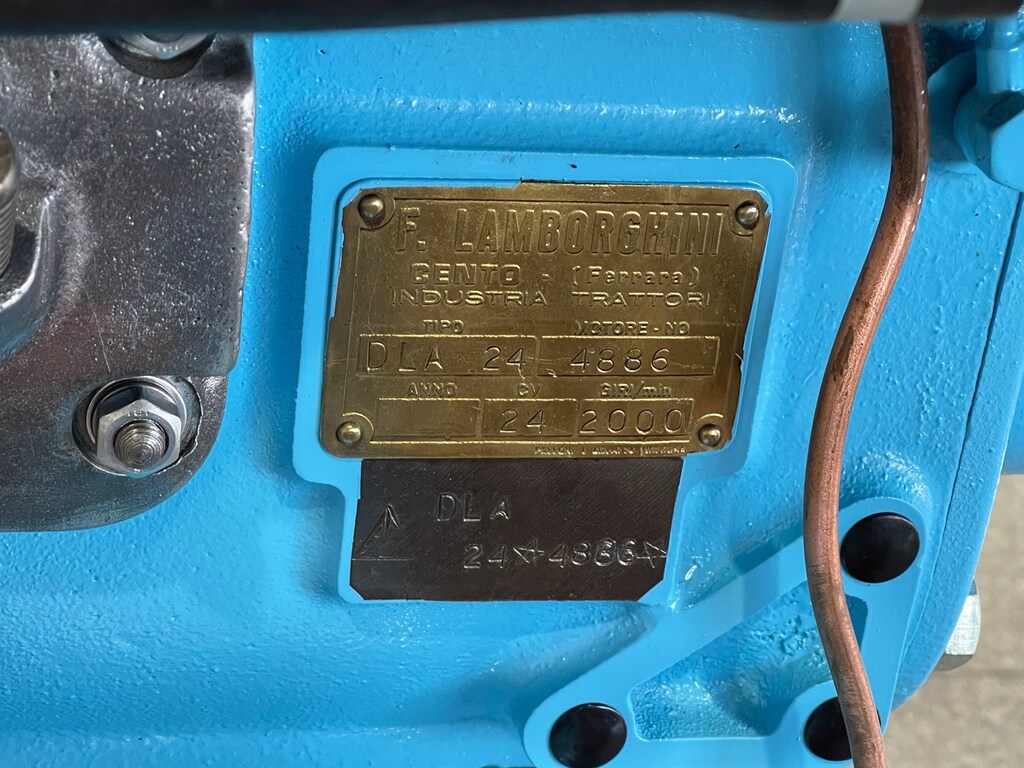 F. LAMBORGHINI
CENTO - (Ferrara)
INDUSTRIA TRATTORI
TIPO MOTORE-NO
DLA 24 4886
ANNO CV GIRI/min
24 2000
DLA
24★4886★